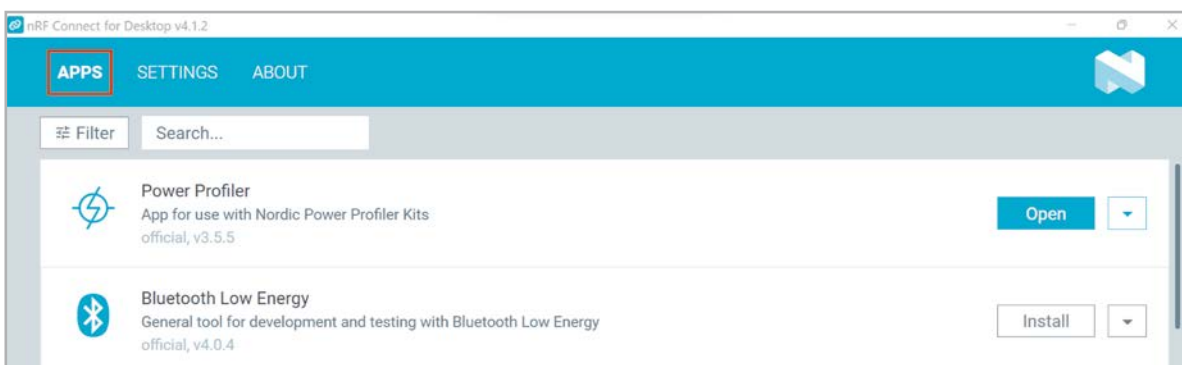 nRF Connect for Desktop v4.1.2
APPS SETTINGS ABOUT
Filter Search...
Power Profiler
App for use with Nordic Power Profiler Kits
official, v3.5.5
Open
Bluetooth Low Energy
General tool for development and testing with Bluetooth Low Energy
official, v4.0.4
Install